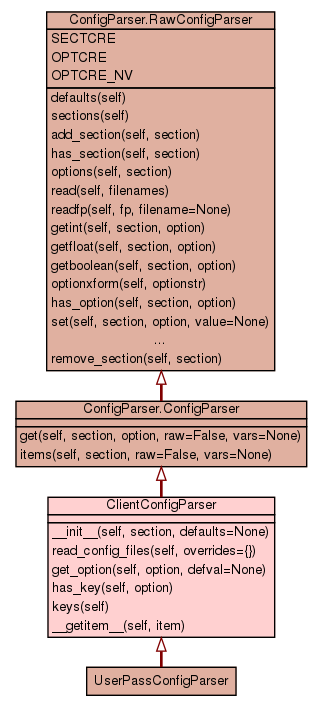 ConfigParser.RawConfigParser
SECTCRE
OPTCRE
OPTCRE_NV
defaults(self)
sections(self)
add_section(self, section)
has_section(self, section)
options(self, section)
read(self, filenames)
readfp(self, fp, filename=None)
getint(self, section, option)
getfloat(self, section, option)
getboolean(self, section, option)
optionxform(self, optionstr)
has_option(self, section, option)
set(self, section, option, value=None)
...
remove_section(self, section)
ConfigParser.ConfigParser
get(self, section, option, raw=False, vars=None)
items(self, section, raw=False, vars=None)
ClientConfigParser
__init__(self, section, defaults=None)
read_config_files(self, overrides={})
get_option(self, option, defval=None)
has_key(self, option)
keys(self)
__getitem__(self, item)
UserPassConfigParser